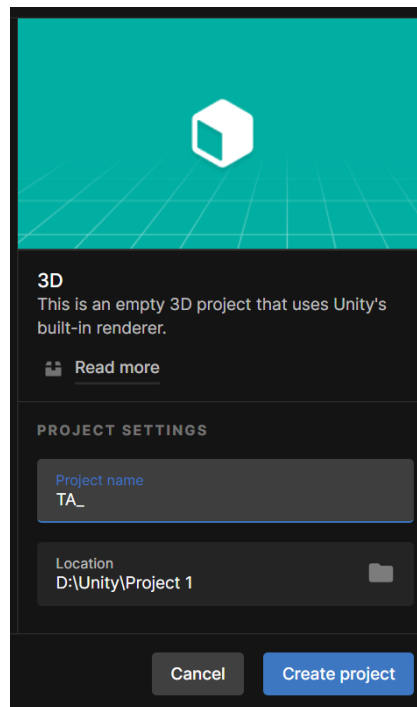 3D
This is an empty 3D project that uses Unity's
built-in renderer.
Read more
PROJECT SETTINGS
Project name
TA_
Location
D:\Unity\Project 1
Cancel
Create project